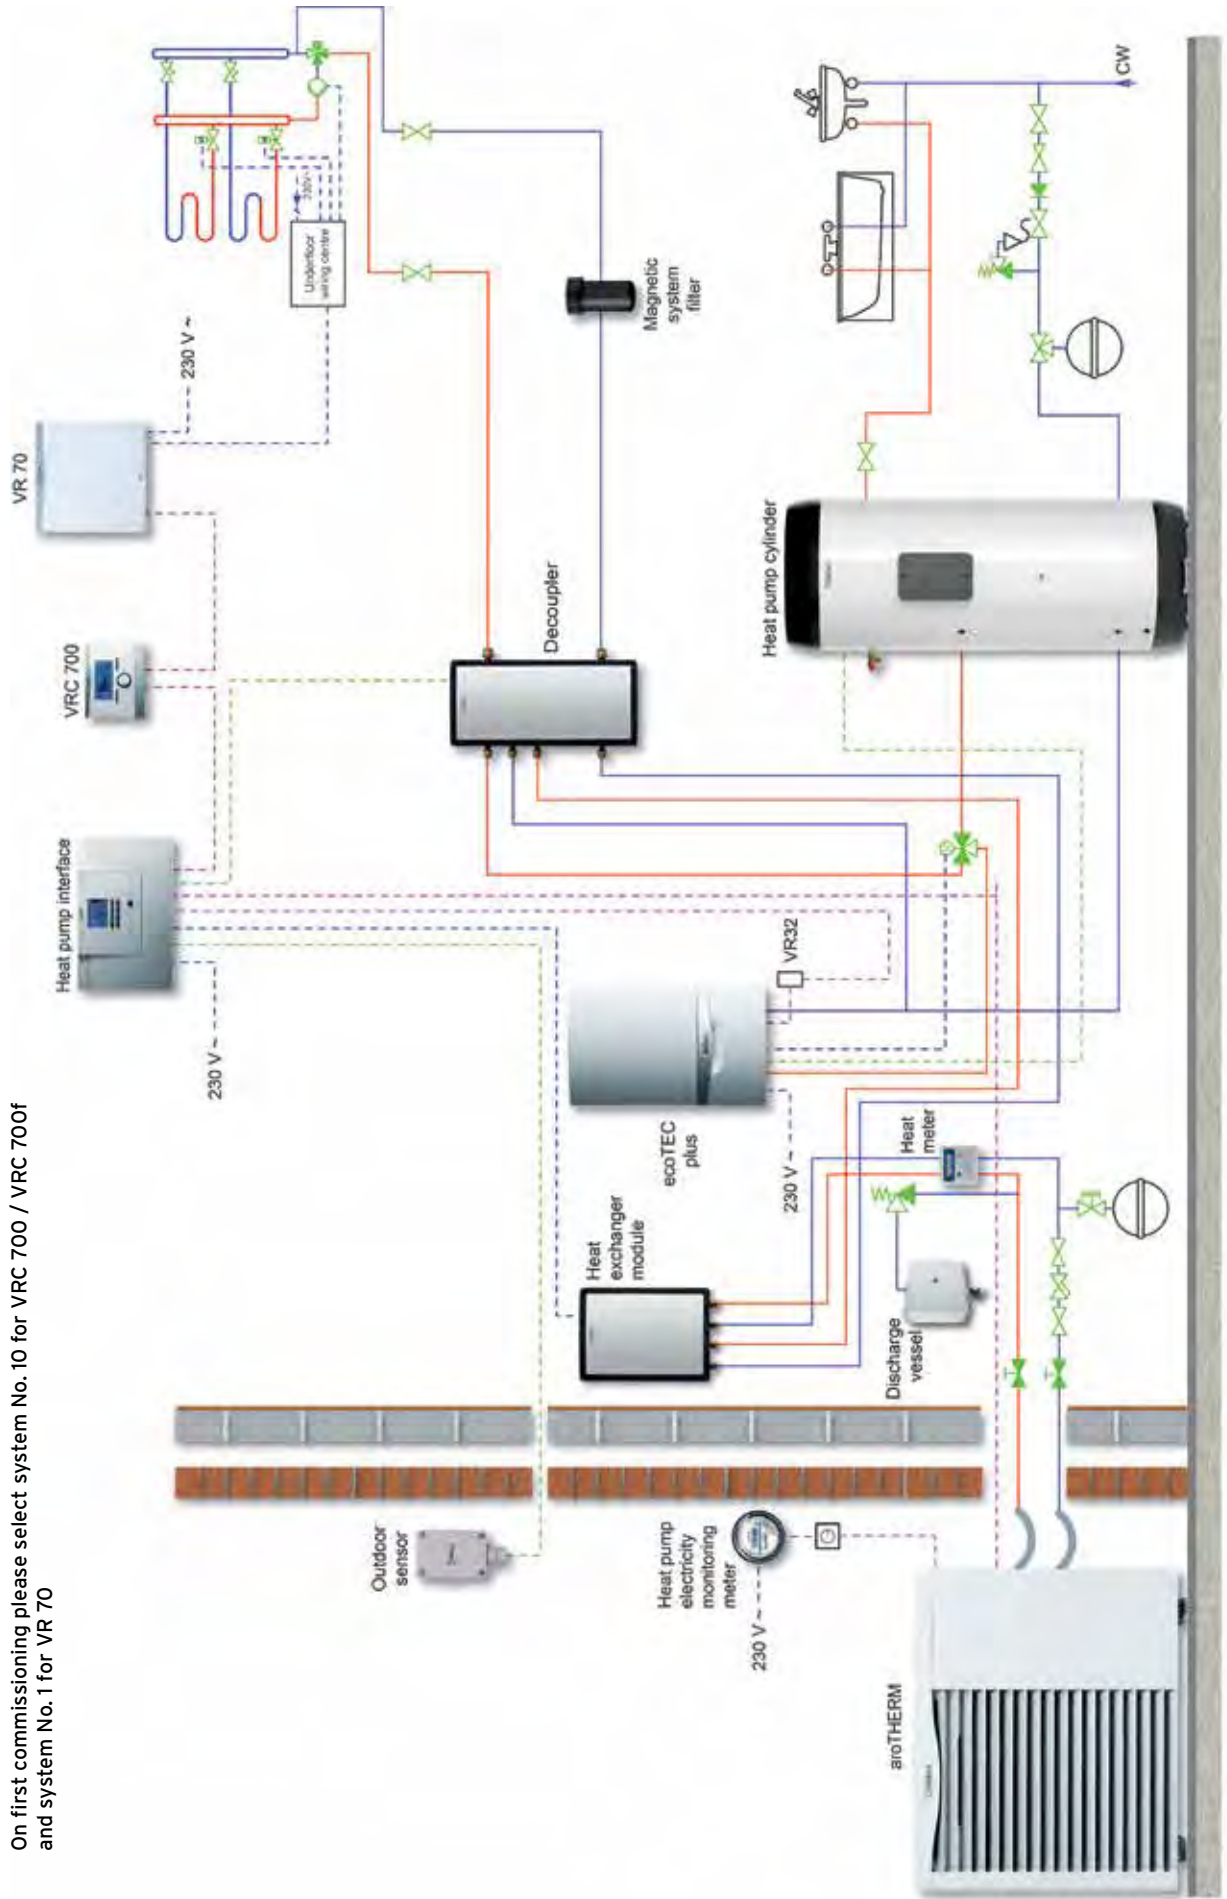 On first commissioning please select system No. 10 for VRC 700 / VRC 700f
and system No. 1 for VR 70
Heat pump interface
VRC 700
VR 70
230 V ~
230 V ~
Underfloor
wiring centre
230V~
Outdoor
sensor
Decoupler
Magnetic
system
filter
Heat
exchanger
module
ecoTEC
plus
VR32
230 V ~
Heat pump
electricity
monitoring
meter
230 V ~
Heat pump cylinder
Discharge
vessel
Heat
meter
aroTHERM
CW